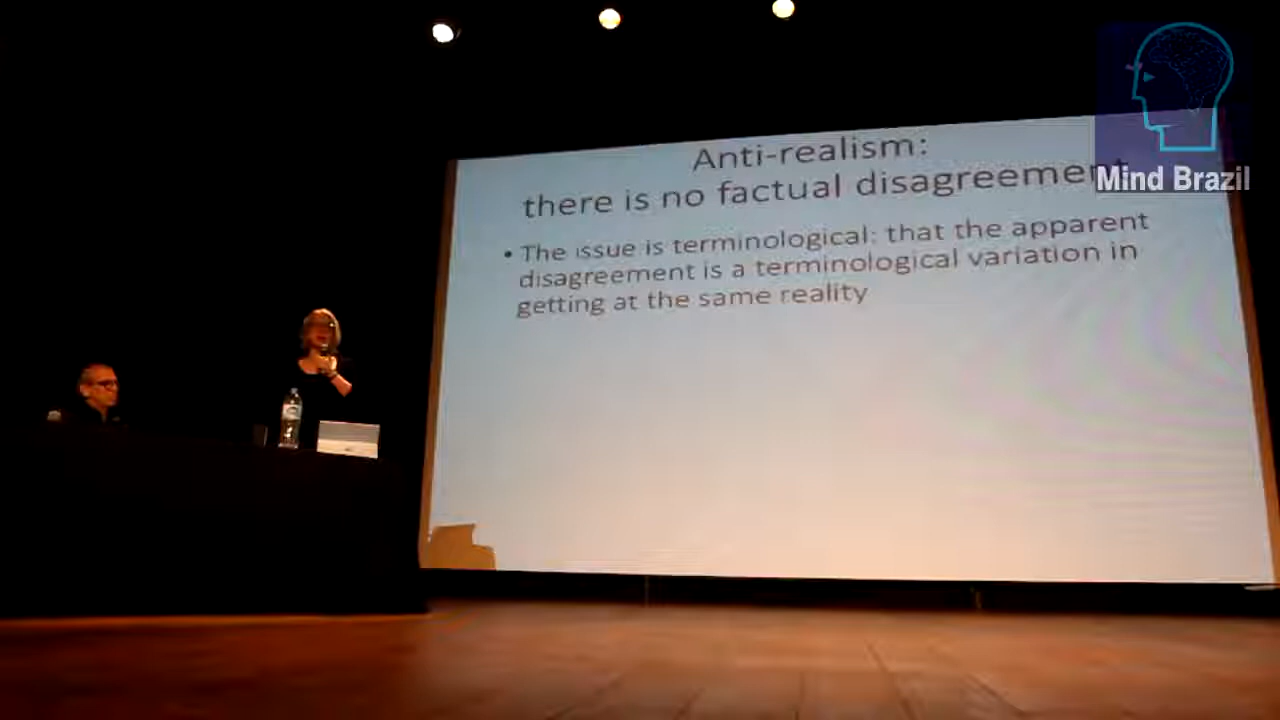 Anti-realism:
there is no factual disagreement
• The issue is terminological: that the apparent
disagreement is a terminological variation in
getting at the same reality
Mind Brazil